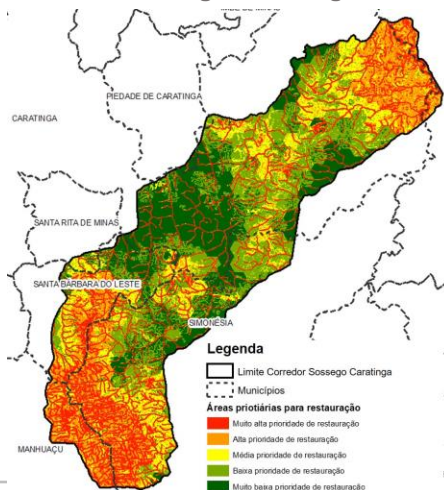 PIEDADE DE CARATINGA
CARATINGA
SANTA RITA DE MINAS
SANTA BÁRBARA DO LESTE
SIMONÉSIA
MANHUAÇU
Legenda
Limite Corredor Sossego Caratinga
Municípios
Áreas priotiárias para restauração
Muito alta prioridade de restauração
Alta prioridade de restauração
Média prioridade de restauração
Baixa prioridade de restauração
Muito baixa prioridade de restauração